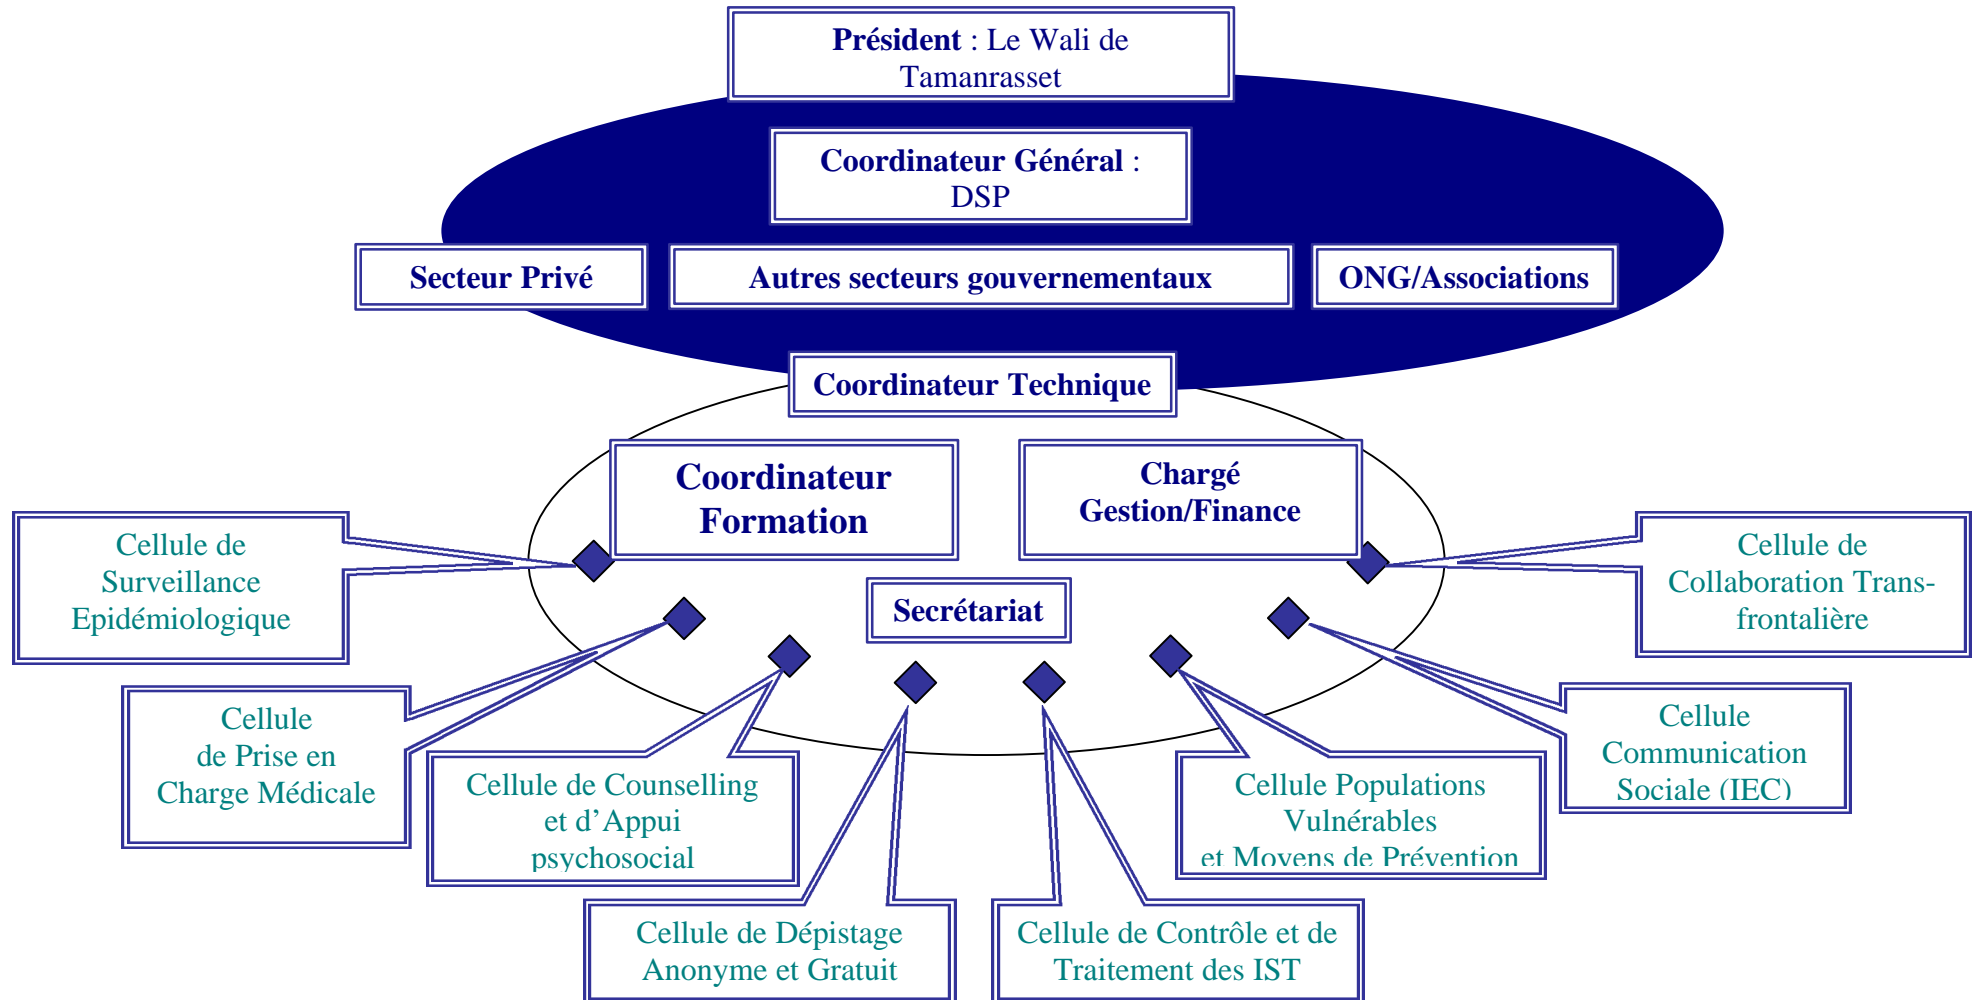 Président : Le Wali de
Tamanrasset
Coordinateur Général :
DSP
Secteur Privé
Autres secteurs gouvernementaux
ONG/Associations
Coordinateur Technique
Coordinateur
Formation
Chargé
Gestion/Finance
Secrétariat
Cellule de
Surveillance
Epidémiologique
Cellule
de Prise en
Charge Médicale
Cellule de Counselling
et d’Appui
psychosocial
Cellule de Dépistage
Anonyme et Gratuit
Cellule de Contrôle et de
Traitement des IST
Cellule Populations
Vulnérables
et Moyens de Prévention
Cellule
Communication
Sociale (IEC)
Cellule de
Collaboration Trans-
frontalière